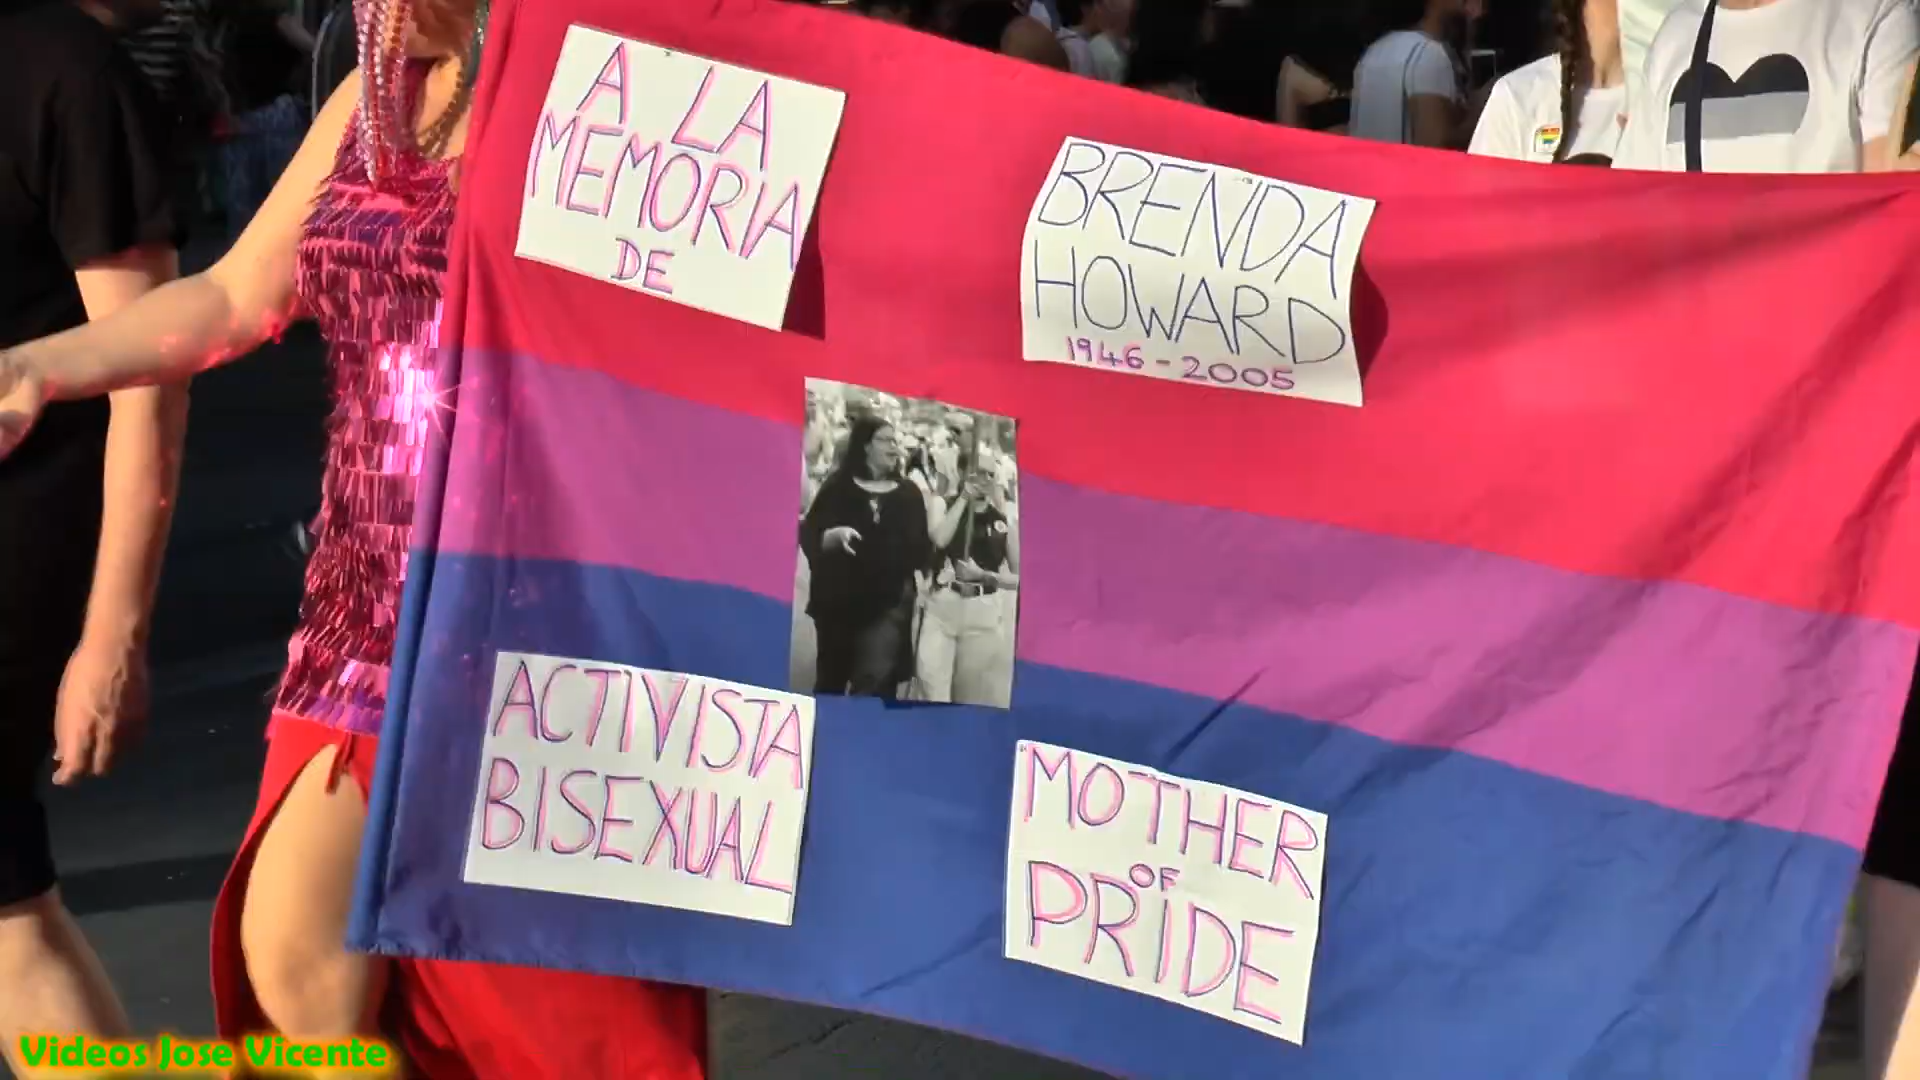 A LA
MEMORIA
DE
BRENDA
HOWARD
1946-2005
ACTIVISTA
BISEXUAL
MOTHER
OF
PRIDE
Videos Jose Vicente